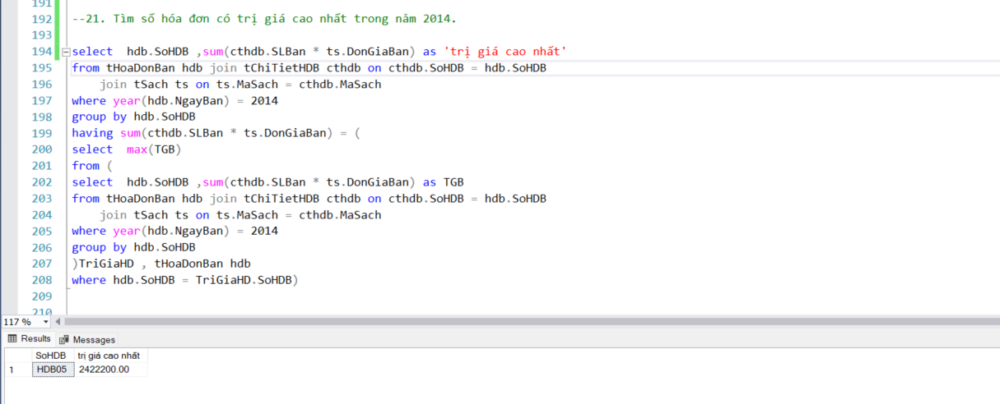 191
192 --21. Tìm số hóa đơn có trị giá cao nhất trong năm 2014.
193
194 select hdb.SoHDB ,sum(cthdb.SLBan * ts.DonGiaBan) as 'trị giá cao nhất'
195 from tHoaDonBan hdb join tChiTietHDB cthdb on cthdb.SoHDB = hdb.SoHDB
196 join tSach ts on ts.MaSach = cthdb.MaSach
197 where year(hdb.NgayBan) = 2014
198 group by hdb.SoHDB
199 having sum(cthdb.SLBan * ts.DonGiaBan) = (
200 select max(TGB)
201 from (
202 select hdb.SoHDB ,sum(cthdb.SLBan * ts.DonGiaBan) as TGB
203 from tHoaDonBan hdb join tChiTietHDB cthdb on cthdb.SoHDB = hdb.SoHDB
204 join tSach ts on ts.MaSach = cthdb.MaSach
205 where year(hdb.NgayBan) = 2014
206 group by hdb.SoHDB
207 )TriGiaHD , tHoaDonBan hdb
208 where hdb.SoHDB = TriGiaHD.SoHDB)
209
210
117 %
Results Messages
SoHDB trị giá cao nhất
1 HDB05 2422200.00